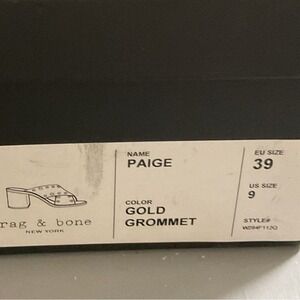 rag & bone
NEW YORK
NAME
PAIGE
COLOR
GOLD
GROMMET
EU SIZE
39
US SIZE
9
STYLE#